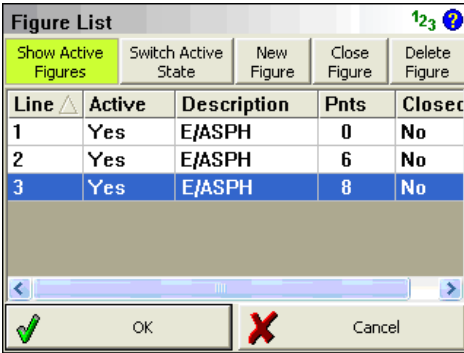 Figure List 123 ?
Show Active Figures Switch Active State New Figure Close Figure Delete Figure
Line Active Description Pnts Closed
1 Yes E/ASPH 0 No
2 Yes E/ASPH 6 No
3 Yes E/ASPH 8 No
OK Cancel